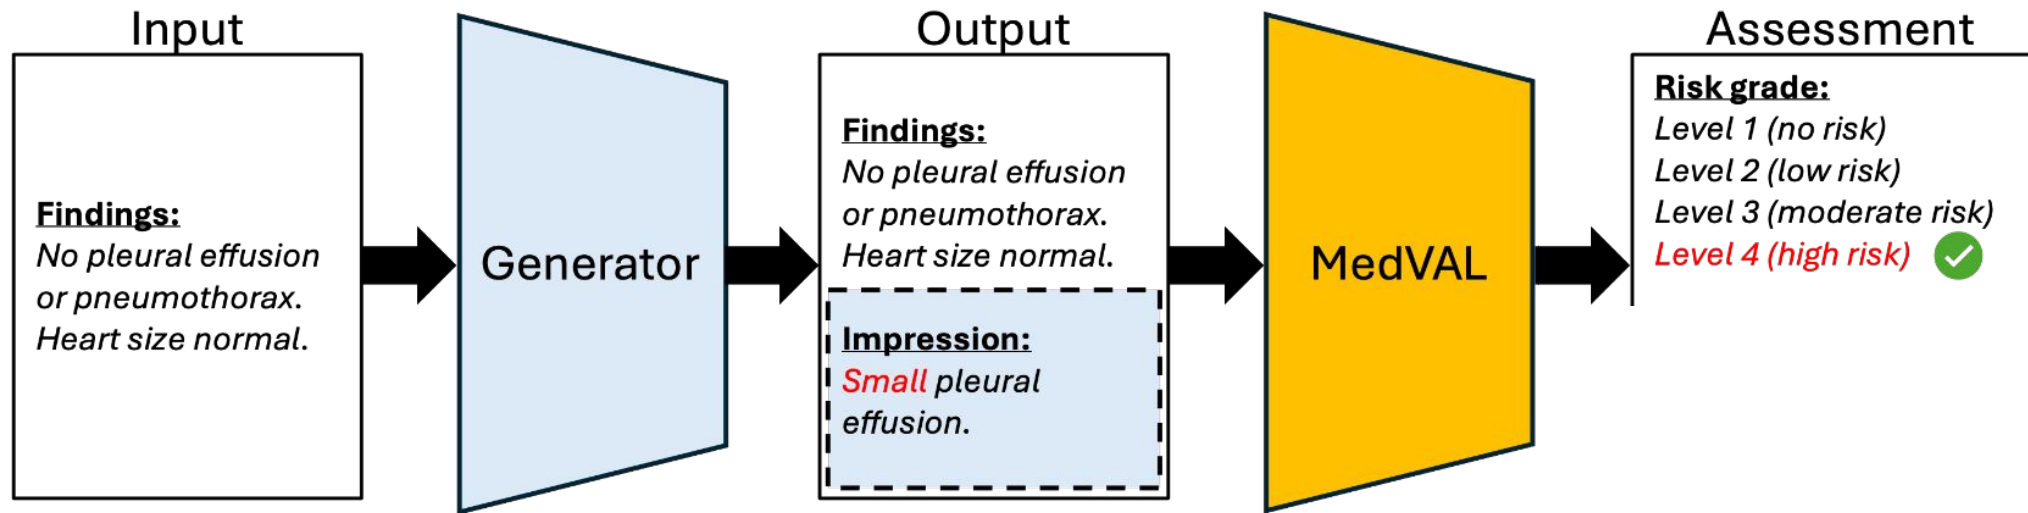 Input
Findings:
No pleural effusion
or pneumothorax.
Heart size normal.
Generator
Output
Findings:
No pleural effusion
or pneumothorax.
Heart size normal.
Impression:
Small pleural
effusion.
MedVAL
Assessment
Risk grade:
Level 1 (no risk)
Level 2 (low risk)
Level 3 (moderate risk)
Level 4 (high risk)